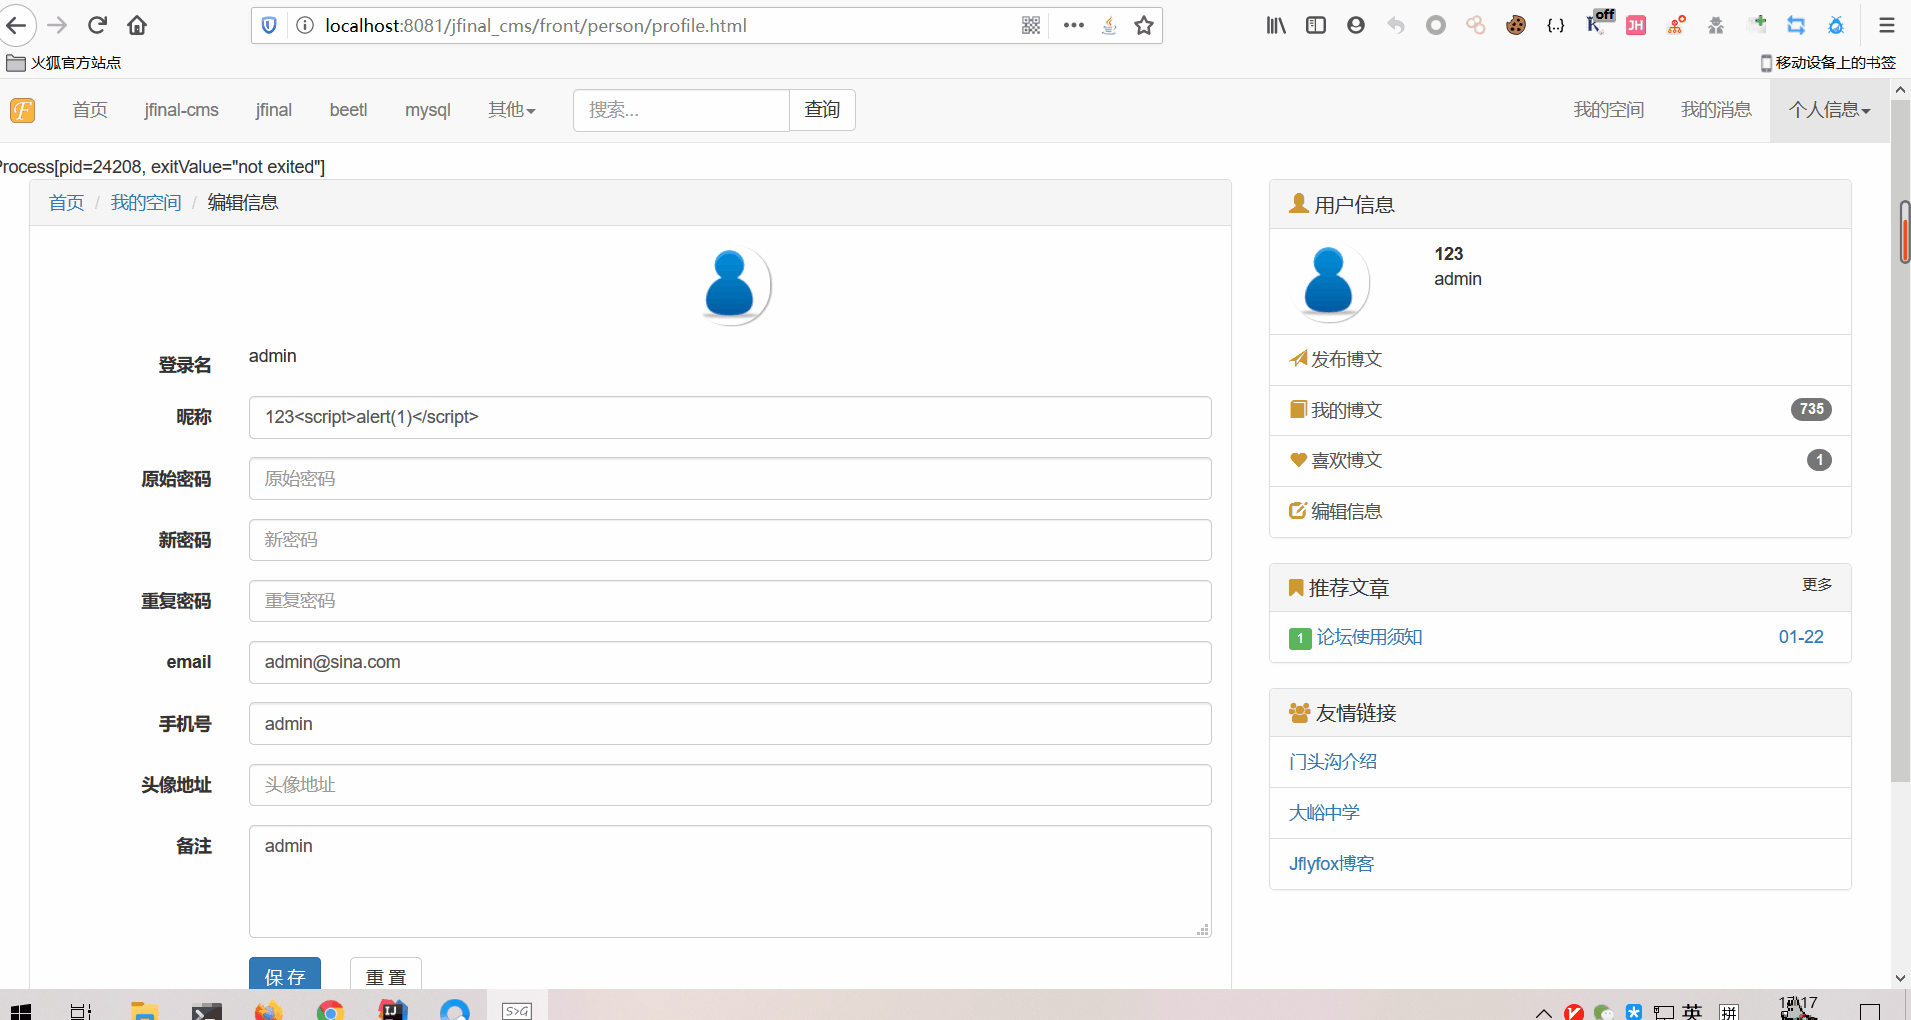 localhost:8081/jfinal_cms/front/person/profile.html
off
JH
火狐官方站点
移动设备上的书签
F 首页 jfinal-cms jfinal beetl mysql 其他 搜索... 查询 我的空间 我的消息 个人信息
Process[pid=24208, exitValue="not exited"]
首页 / 我的空间 / 编辑信息
登录名 admin
昵称 123<script>alert(1)</script>
原始密码 原始密码
新密码 新密码
重复密码 重复密码
email admin@sina.com
手机号 admin
头像地址 头像地址
备注 admin
保 存 重 置
用户信息
123
admin
发布博文
我的博文 735
喜欢博文 1
编辑信息
推荐文章 更多
1 论坛使用须知 01-22
友情链接
门头沟介绍
大峪中学
Jflyfox博客
IJ S>G 英 拼